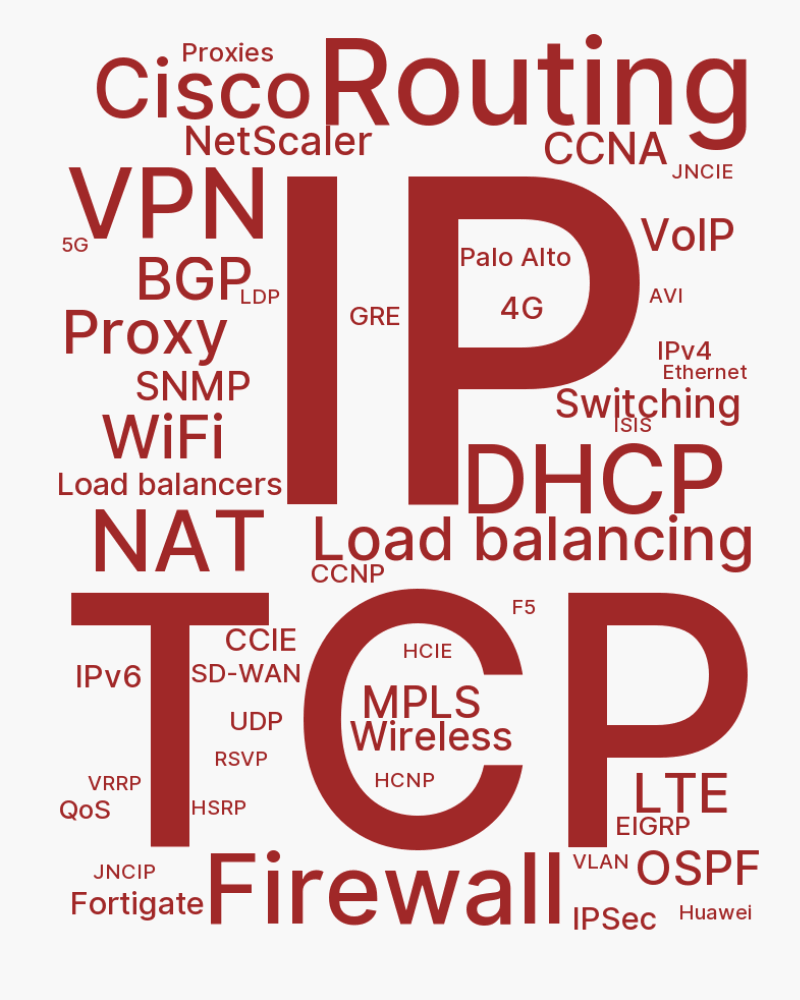 Proxies
Cisco
Routing
NetScaler
CCNA
JNCIE
VPN
IP
5G
VoIP
BGP
LDP
Palo Alto
4G
GRE
AVI
Proxy
IPv4
Ethernet
SNMP
Switching
ISIS
WiFi
DHCP
Load balancers
NAT
Load balancing
CCNP
TCP
F5
CCIE
HCIE
IPv6
SD-WAN
MPLS
UDP
Wireless
RSVP
HCNP
VRRP
LTE
QoS
HSRP
EIGRP
JNCIP
Firewall
VLAN
OSPF
Fortigate
IPSec
Huawei